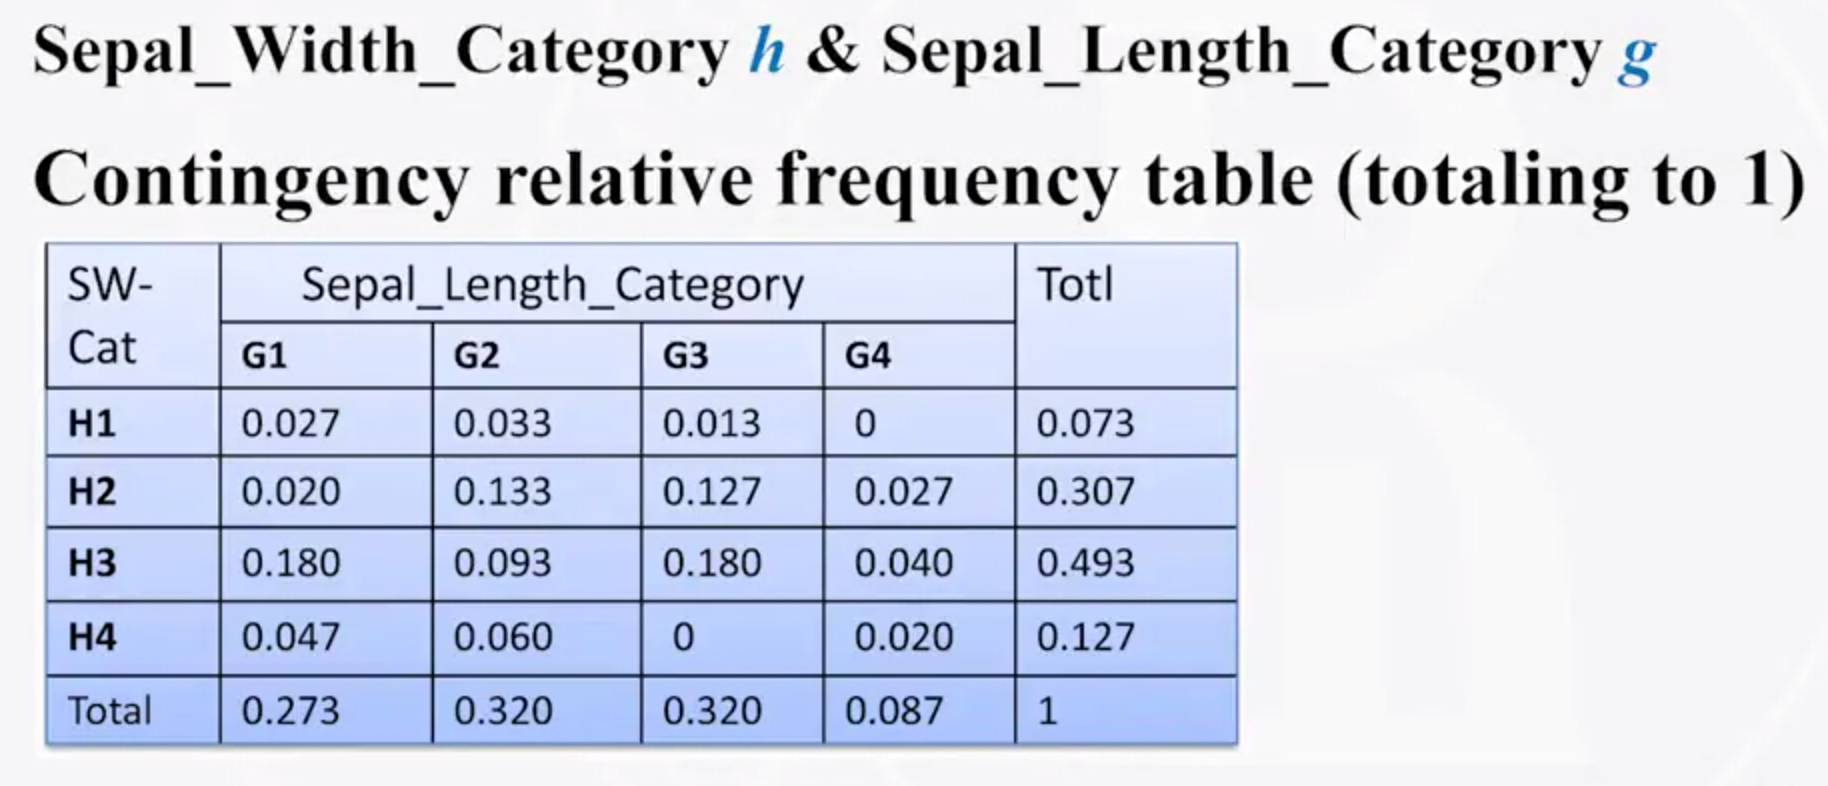 Sepal_Width_Category h & Sepal_Length_Category g
Contingency relative frequency table (totaling to 1)
SW-Cat Sepal_Length_Category Totl
G1 G2 G3 G4
H1 0.027 0.033 0.013 0 0.073
H2 0.020 0.133 0.127 0.027 0.307
H3 0.180 0.093 0.180 0.040 0.493
H4 0.047 0.060 0 0.020 0.127
Total 0.273 0.320 0.320 0.087 1